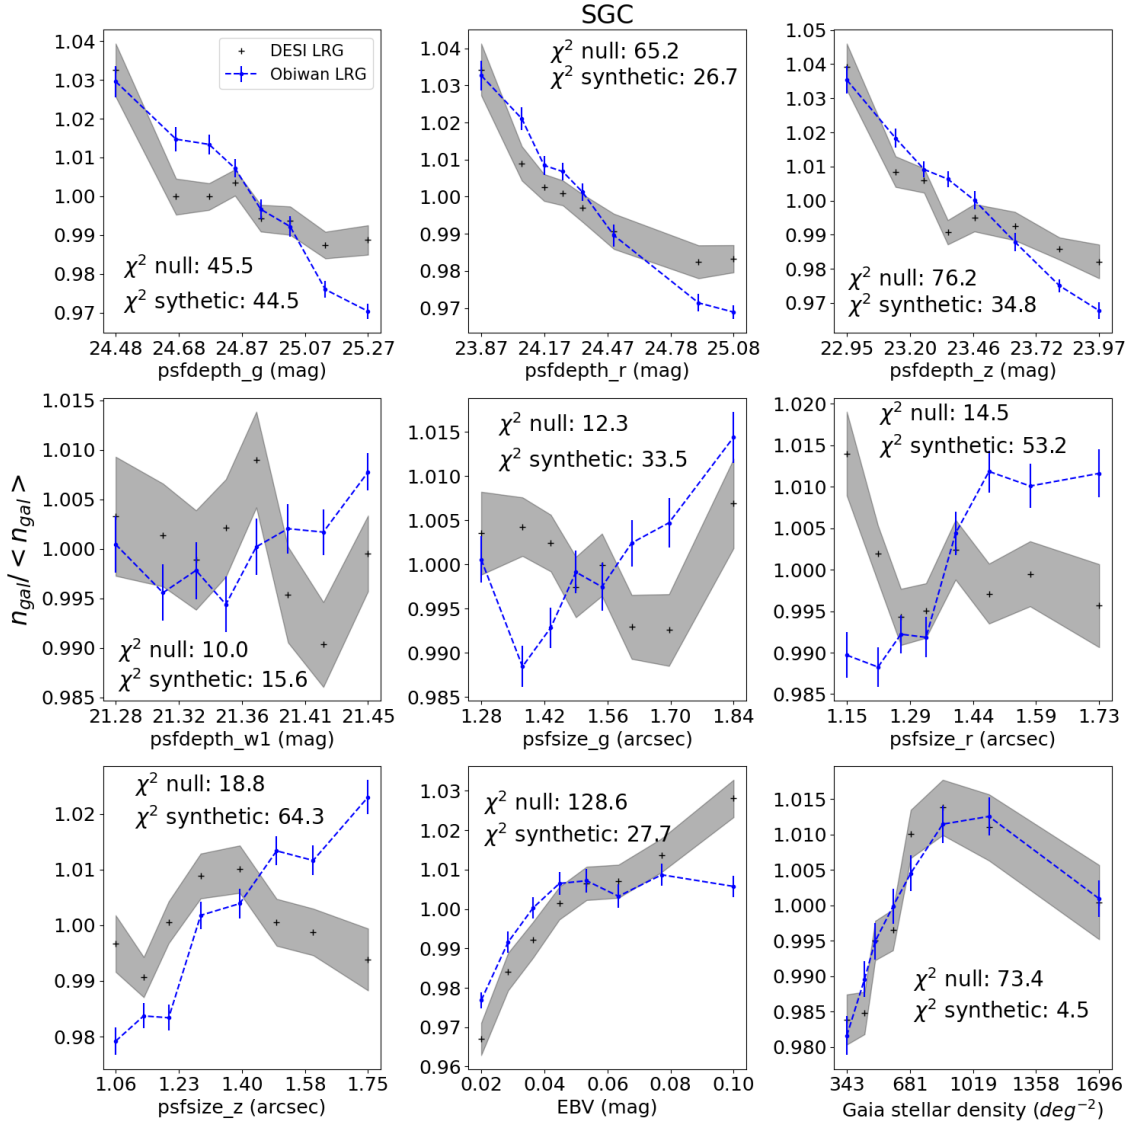 SGC
n_gal / < n_gal >
DESI LRG
Obiwan LRG
χ² null: 45.5
χ² sythetic: 44.5
1.04
1.03
1.02
1.01
1.00
0.99
0.98
0.97
24.48 24.68 24.87 25.07 25.27
psfdepth_g (mag)
χ² null: 65.2
χ² synthetic: 26.7
1.04
1.03
1.02
1.01
1.00
0.99
0.98
0.97
23.87 24.17 24.47 24.78 25.08
psfdepth_r (mag)
1.05
1.04
1.03
1.02
1.01
1.00
0.99
0.98
0.97
χ² null: 76.2
χ² synthetic: 34.8
22.95 23.20 23.46 23.72 23.97
psfdepth_z (mag)
1.015
1.010
1.005
1.000
0.995
0.990
0.985
χ² null: 10.0
χ² synthetic: 15.6
21.28 21.32 21.36 21.41 21.45
psfdepth_w1 (mag)
χ² null: 12.3
χ² synthetic: 33.5
1.015
1.010
1.005
1.000
0.995
0.990
0.985
1.28 1.42 1.56 1.70 1.84
psfsize_g (arcsec)
χ² null: 14.5
χ² synthetic: 53.2
1.020
1.015
1.010
1.005
1.000
0.995
0.990
0.985
1.15 1.29 1.44 1.59 1.73
psfsize_r (arcsec)
χ² null: 18.8
χ² synthetic: 64.3
1.02
1.01
1.00
0.99
0.98
1.06 1.23 1.40 1.58 1.75
psfsize_z (arcsec)
χ² null: 128.6
χ² synthetic: 27.7
1.03
1.02
1.01
1.00
0.99
0.98
0.97
0.96
0.02 0.04 0.06 0.08 0.10
EBV (mag)
1.015
1.010
1.005
1.000
0.995
0.990
0.985
0.980
χ² null: 73.4
χ² synthetic: 4.5
343 681 1019 1358 1696
Gaia stellar density (deg⁻²)